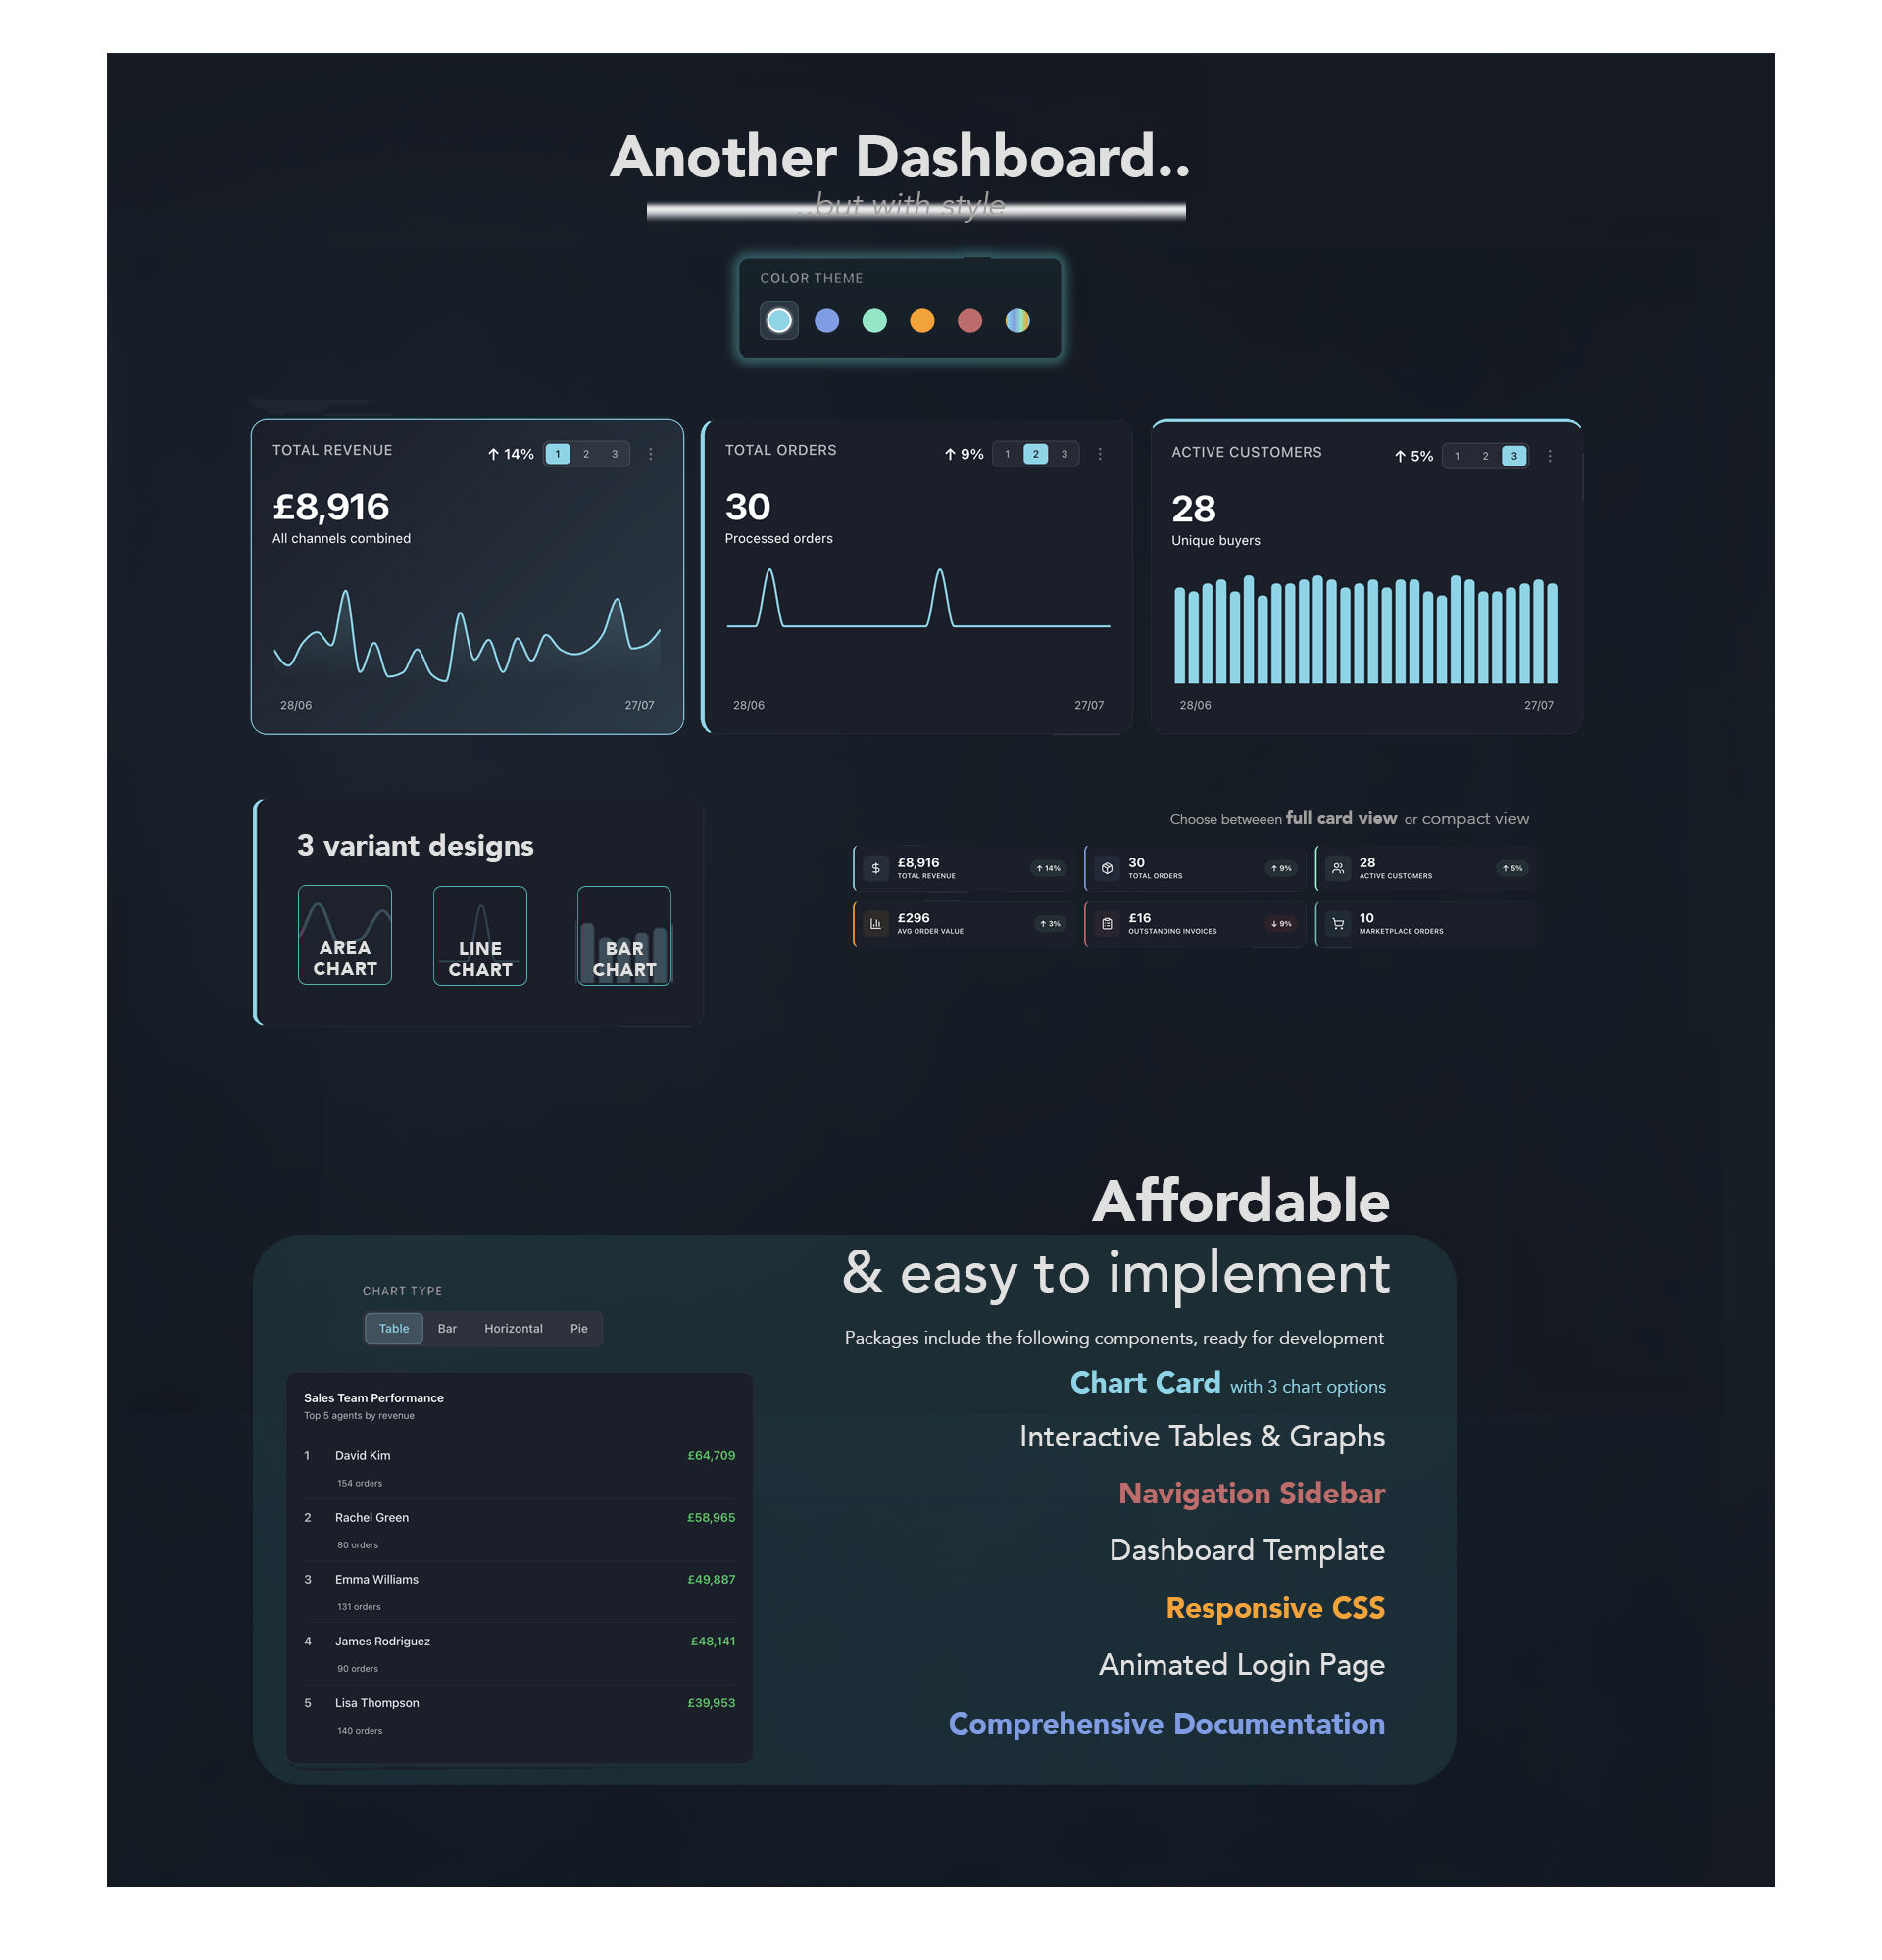 Another Dashboard..
..but with style
COLOR THEME
TOTAL REVENUE ↑ 14% 1 2 3
£8,916
All channels combined
28/06 27/07
TOTAL ORDERS ↑ 9% 1 2 3
30
Processed orders
28/06 27/07
ACTIVE CUSTOMERS ↑ 5% 1 2 3
28
Unique buyers
28/06 27/07
3 variant designs
AREA
CHART
LINE
CHART
BAR
CHART
Choose betweeen full card view or compact view
£8,916
TOTAL REVENUE
↑ 14%
30
TOTAL ORDERS
↑ 9%
28
ACTIVE CUSTOMERS
↑ 5%
£296
AVG ORDER VALUE
↑ 3%
£16
OUTSTANDING INVOICES
↓ 9%
10
MARKETPLACE ORDERS
Affordable
& easy to implement
CHART TYPE
Table Bar Horizontal Pie
Sales Team Performance
Top 5 agents by revenue
1 David Kim £64,709
154 orders
2 Rachel Green £58,965
80 orders
3 Emma Williams £49,887
131 orders
4 James Rodriguez £48,141
90 orders
5 Lisa Thompson £39,953
140 orders
Packages include the following components, ready for development
Chart Card with 3 chart options
Interactive Tables & Graphs
Navigation Sidebar
Dashboard Template
Responsive CSS
Animated Login Page
Comprehensive Documentation